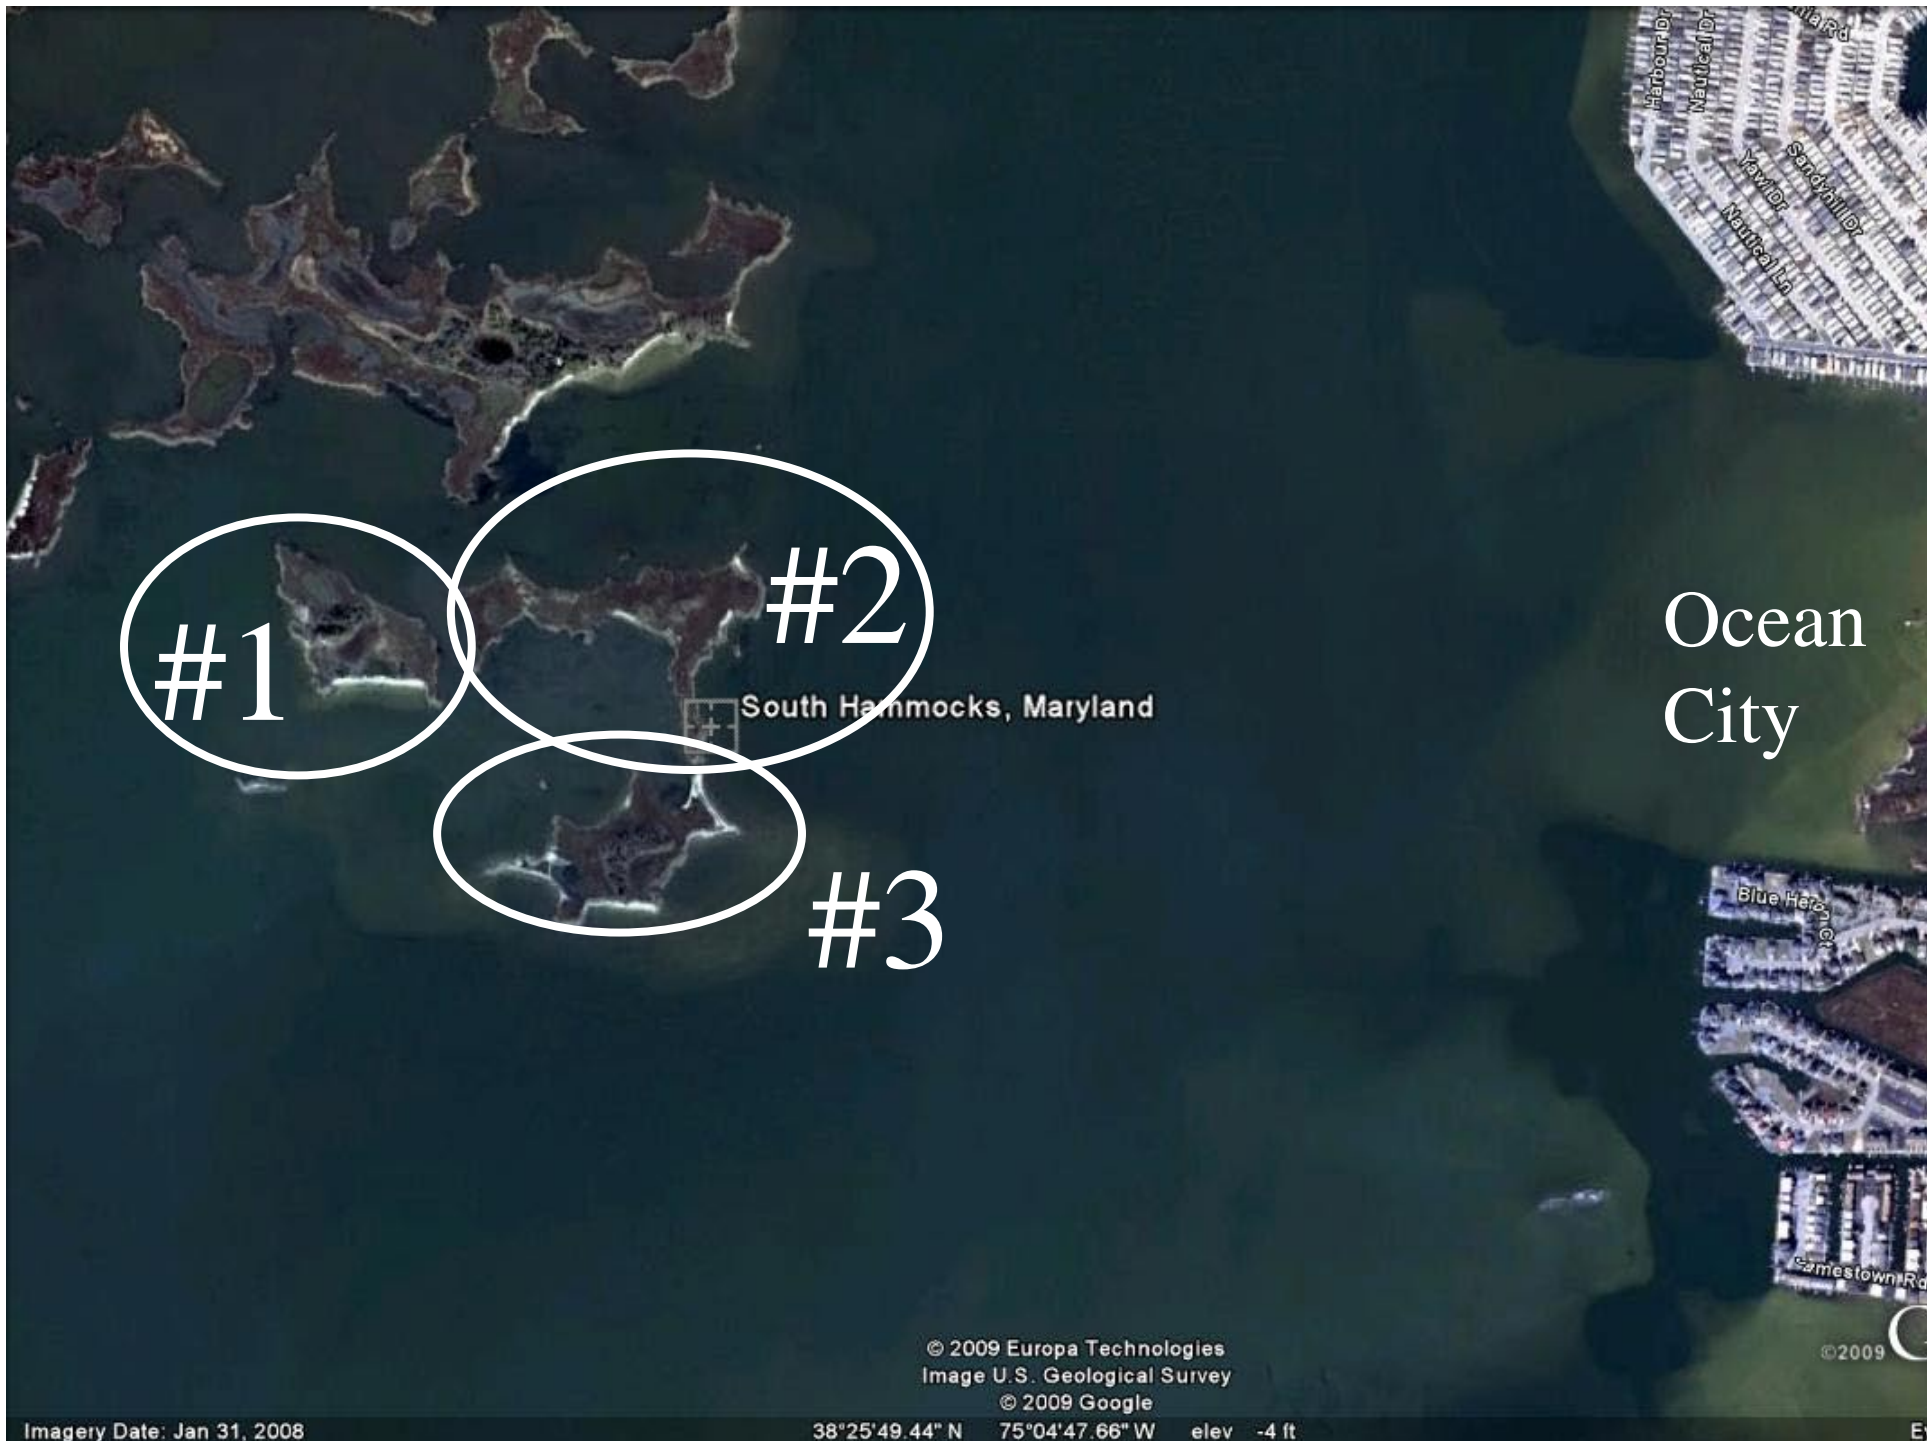 Harbour Dr
Nautical Dr
Yawl Dr
Sandyhill Dr
Nautical Ln
#1
#2
Ocean
City
South Hammocks, Maryland
#3
Blue Heron Ct
Jamestown Rd
© 2009 Europa Technologies
Image U.S. Geological Survey
© 2009 Google
©2009 G
Imagery Date: Jan 31, 2008
38°25'49.44" N 75°04'47.66" W elev -4 ft
E